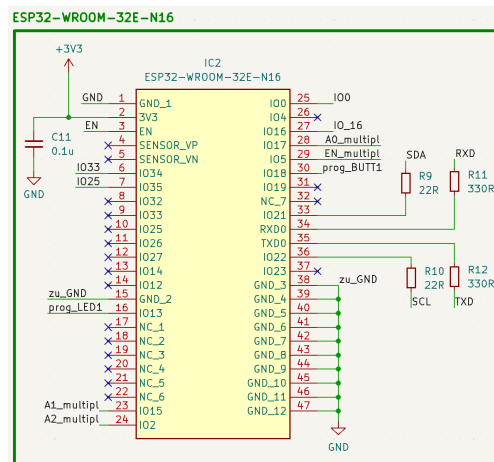 ESP32-WROOM-32E-N16
+3V3
IC2
ESP32-WROOM-32E-N16
GND 1 GND_1 IO0 25 IO0
2 3V3 IO4 26
EN 3 EN IO16 27 IO_16
4 SENSOR_VP IO17 28 A0_multipl
5 SENSOR_VN IO5 29 EN_multipl
IO33 6 IO34 IO18 30 prog_BUTT1
IO25 7 IO35 IO19 31
8 IO32 NC_7 32
9 IO33 IO21 33
10 IO25 RXD0 34
11 IO26 TXD0 35
12 IO27 IO22 36
13 IO14 IO23 37
14 IO12 GND_3 38 zu_GND
zu_GND 15 GND_2 GND_4 39
prog_LED1 16 IO13 GND_5 40
17 NC_1 GND_6 41
18 NC_2 GND_7 42
19 NC_3 GND_8 43
20 NC_4 GND_9 44
21 NC_5 GND_10 45
22 NC_6 GND_11 46
A1_multipl 23 IO15 GND_12 47
A2_multipl 24 IO2
C11
0.1u
GND
SDA
R9
22R
RXD
R11
330R
R10
22R
SCL
R12
330R
TXD
GND